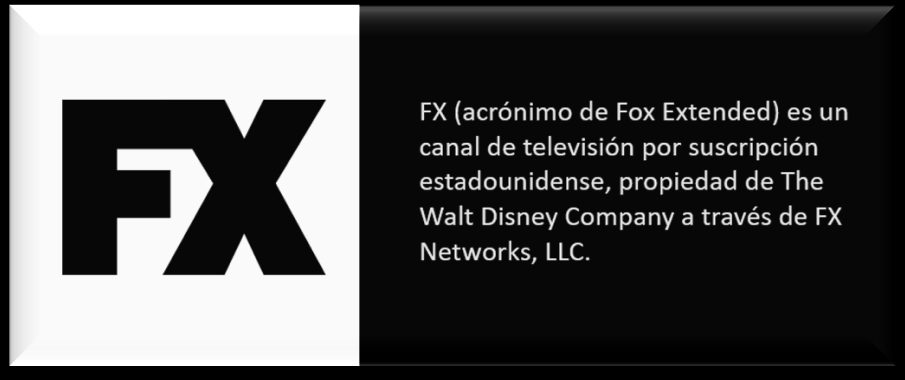 FX
FX (acrónimo de Fox Extended) es un
canal de televisión por suscripción
estadounidense, propiedad de The
Walt Disney Company a través de FX
Networks, LLC.